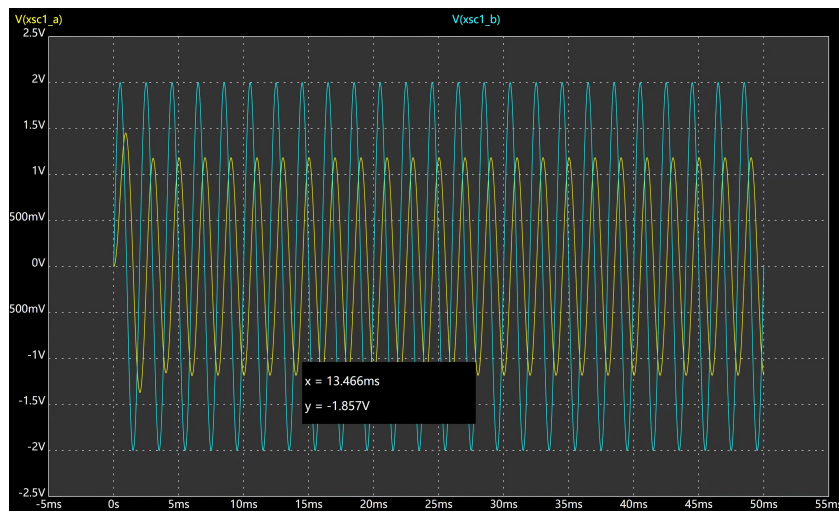 V(xsc1_a) V(xsc1_b)
2.5V
2V
1.5V
1V
500mV
0V
500mV
-1V
-1.5V
-2V
-2.5V
x = 13.466ms
y = -1.857V
-5ms 0s 5ms 10ms 15ms 20ms 25ms 30ms 35ms 40ms 45ms 50ms 55ms